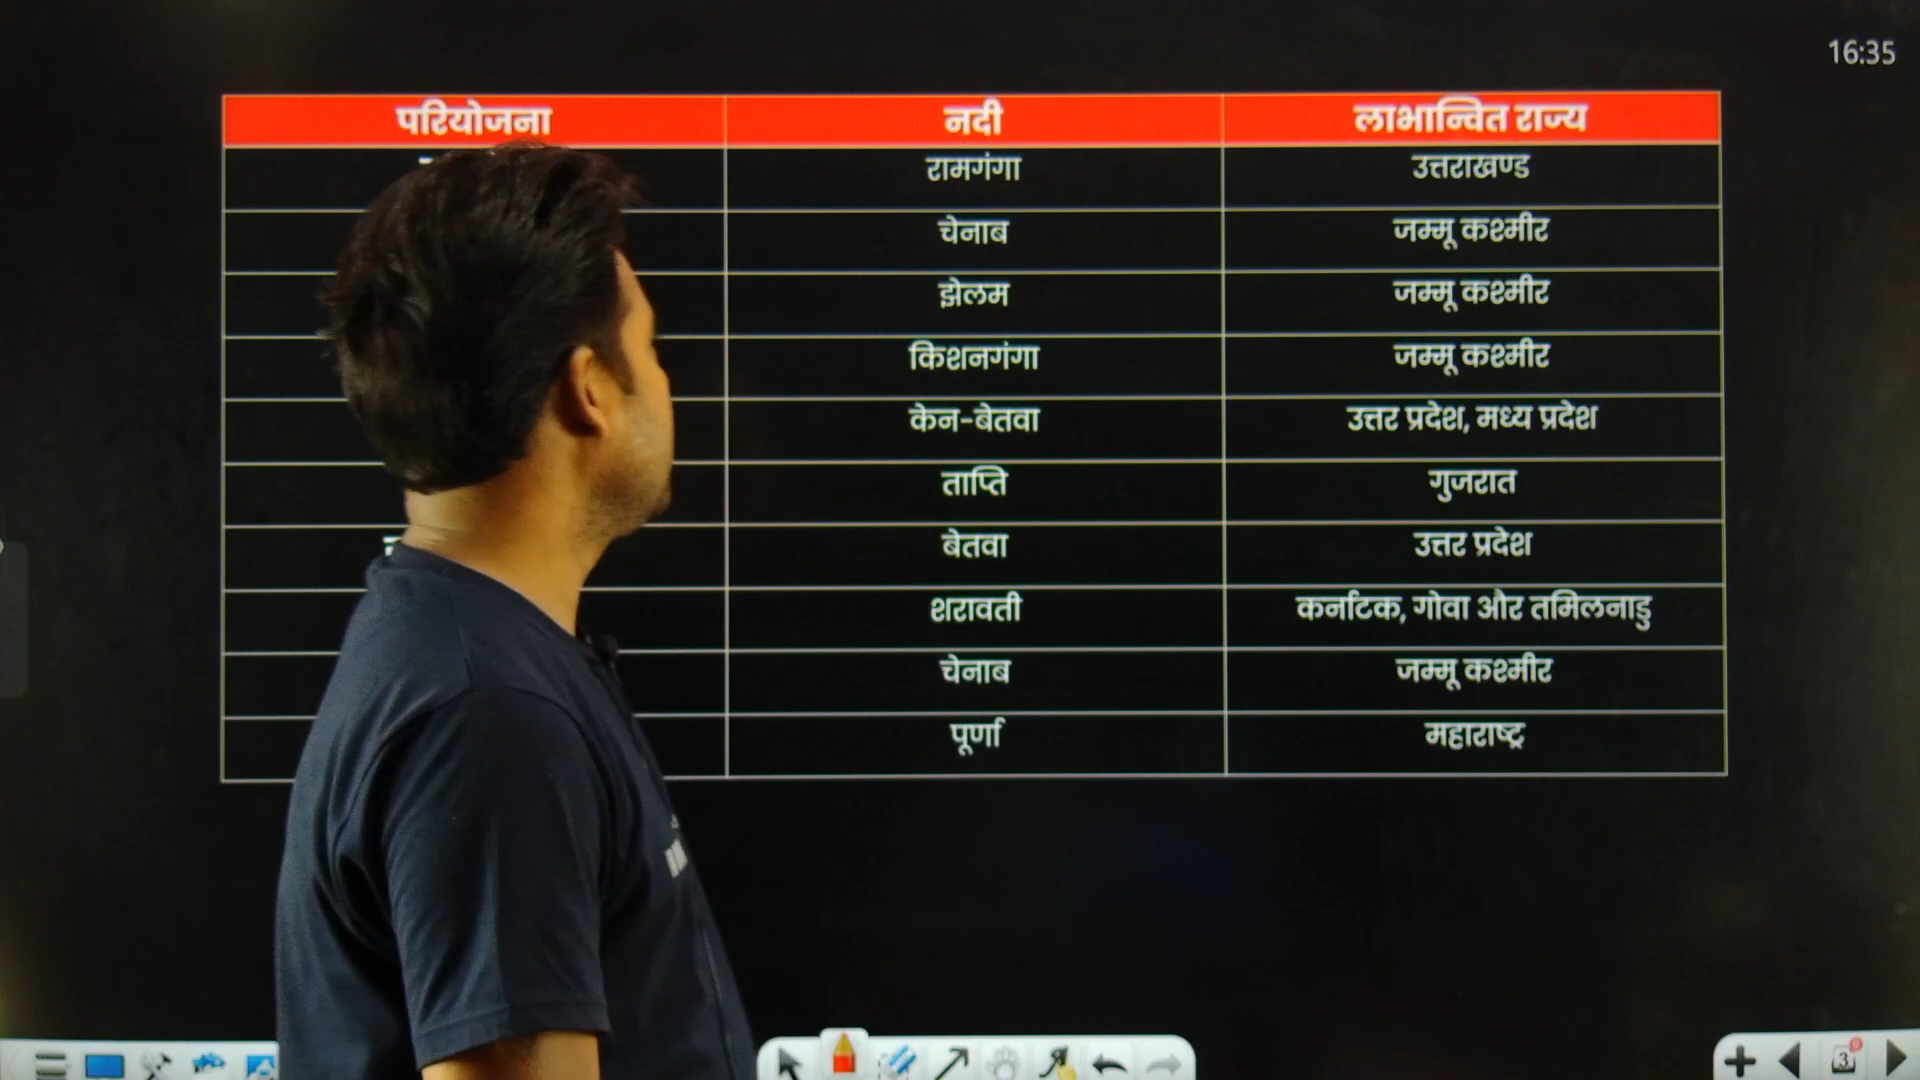 16:35
परियोजना नदी लाभान्वित राज्य
रामगंगा उत्तराखण्ड
चेनाब जम्मू कश्मीर
झेलम जम्मू कश्मीर
किशनगंगा जम्मू कश्मीर
केन-बेतवा उत्तर प्रदेश, मध्य प्रदेश
ताप्ति गुजरात
बेतवा उत्तर प्रदेश
शरावती कर्नाटक, गोवा और तमिलनाडु
चेनाब जम्मू कश्मीर
पूर्णा महाराष्ट्र
3